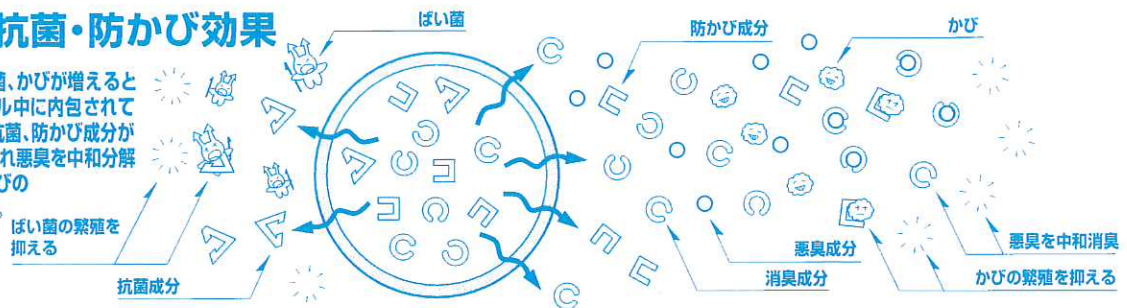 抗菌・防かび効果
菌、かびが増えると
ル中に内包されて
抗菌、防かび成分が
れ悪臭を中和分解
びの
ばい菌の繁殖を
抑える
抗菌成分
ばい菌
防かび成分
かび
悪臭成分
消臭成分
悪臭を中和消臭
かびの繁殖を抑える